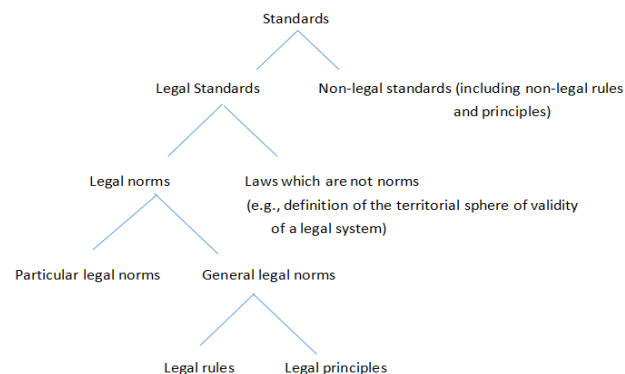 Standards
Legal Standards
Non-legal standards (including non-legal rules
and principles)
Legal norms
Laws which are not norms
(e.g., definition of the territorial sphere of validity
of a legal system)
Particular legal norms
General legal norms
Legal rules
Legal principles